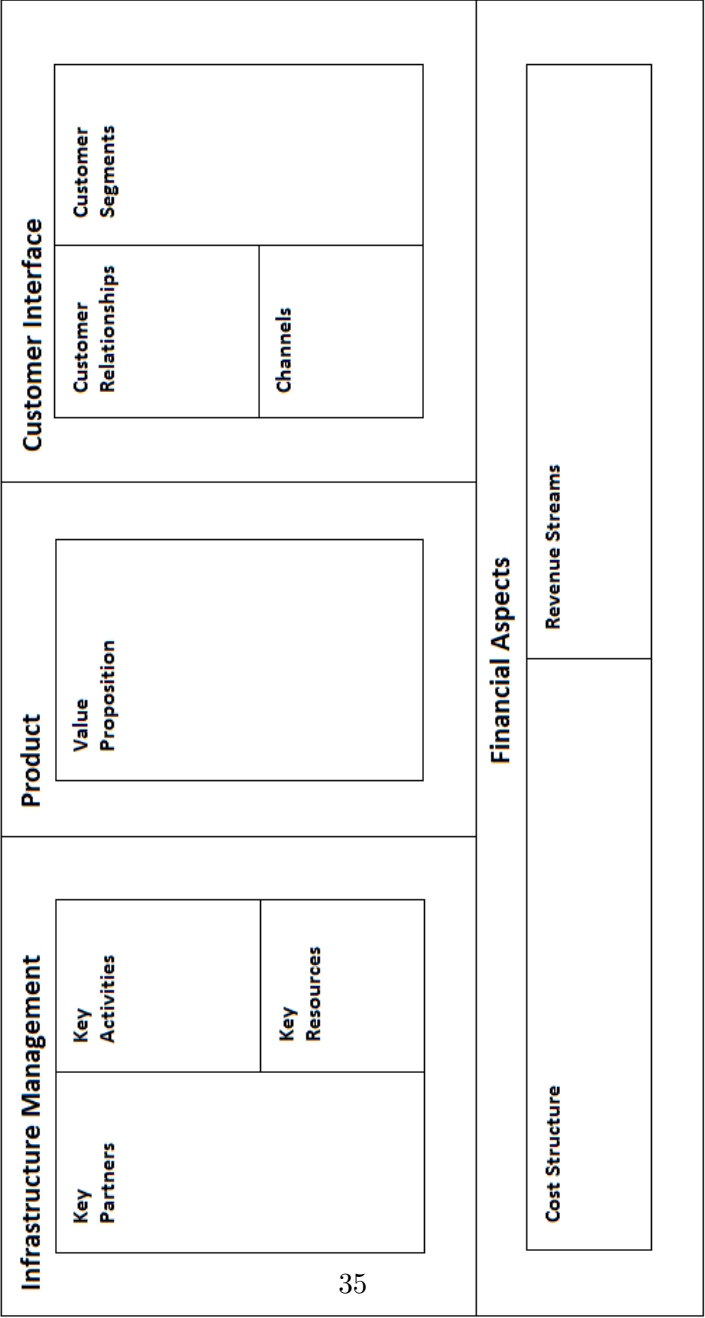 Infrastructure Management
Key
Partners
Key
Activities
Key
Resources
Product
Value
Proposition
Customer Interface
Customer
Relationships
Channels
Customer
Segments
Financial Aspects
Cost Structure
Revenue Streams
35